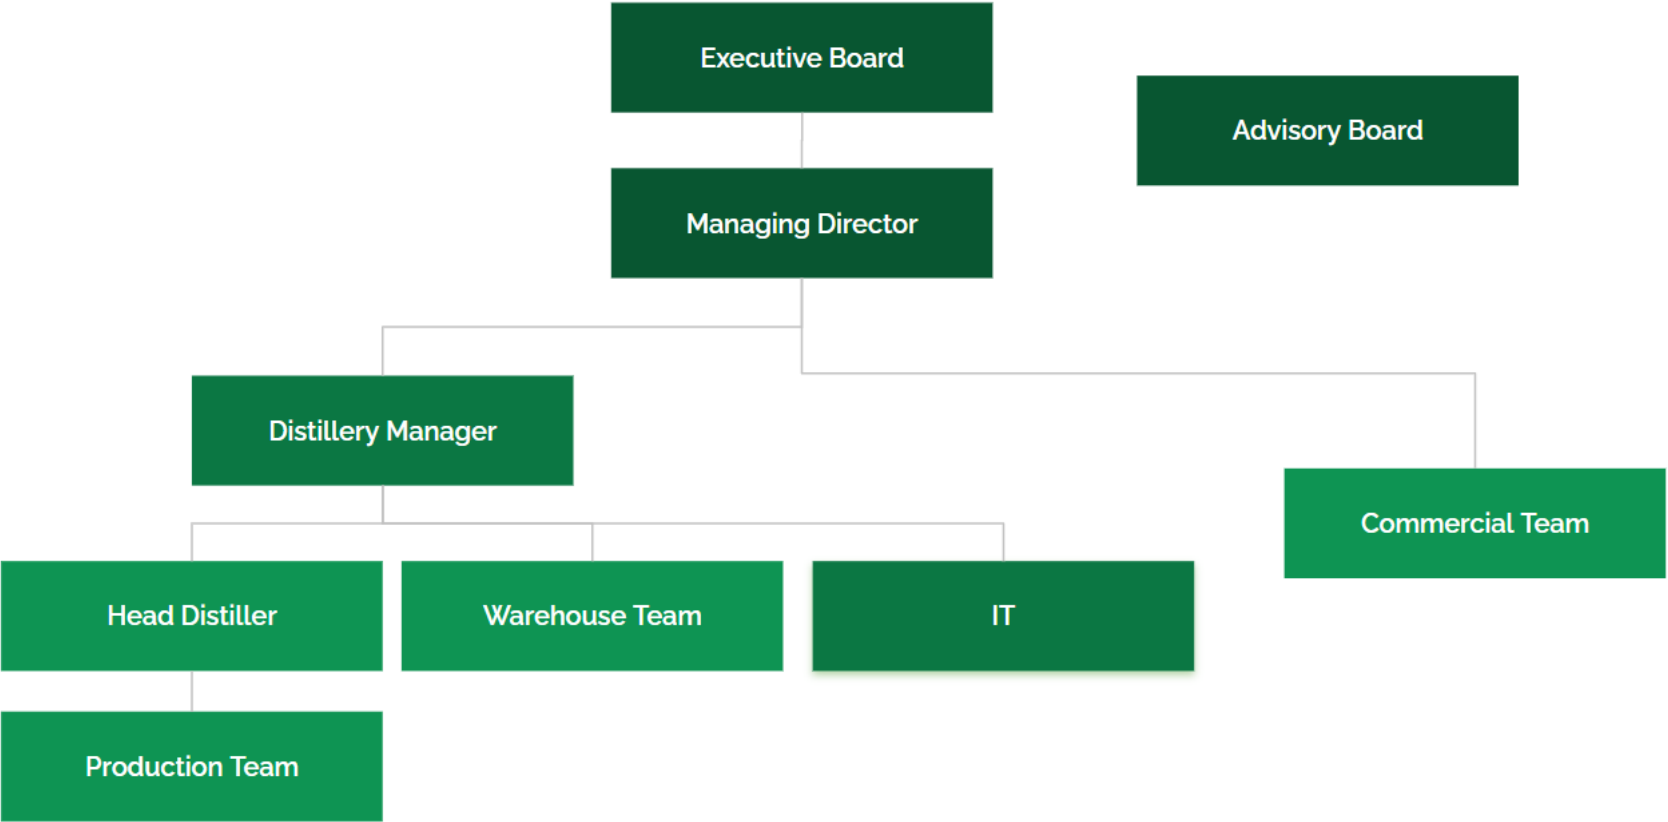 Executive Board
Advisory Board
Managing Director
Distillery Manager
Commercial Team
Head Distiller
Warehouse Team
IT
Production Team